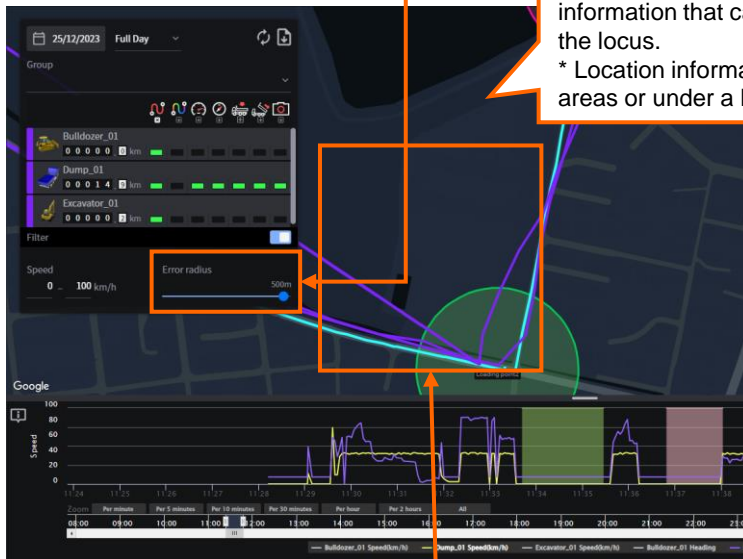 information that ca
the locus.
* Location informa
areas or under a
25/12/2023 Full Day
Group
Bulldozer_01
0 0 0 0 0 . 0 km
Dump_01
0 0 0 1 4 . 9 km
Excavator_01
0 0 0 0 0 . 2 km
Filter
Speed
0 - 100 km/h
Error radius
500m
Loading point2
Google
Speed
100
80
60
40
20
0
11:24 11:25 11:26 11:27 11:28 11:29 11:30 11:31 11:32 11:33 11:34 11:35 11:36 11:37 11:38
Zoom Per minute Per 5 minutes Per 10 minutes Per 30 minutes Per hour Per 2 hours All
08:00 09:00 10:00 11:00 12:00 13:00 14:00 15:00 16:00 17:00 18:00 19:00 20:00 21:00 22:00 23:00
Bulldozer_01 Speed(km/h) Dump_01 Speed(km/h) Excavator_01 Speed(km/h) Bulldozer_01 Heading